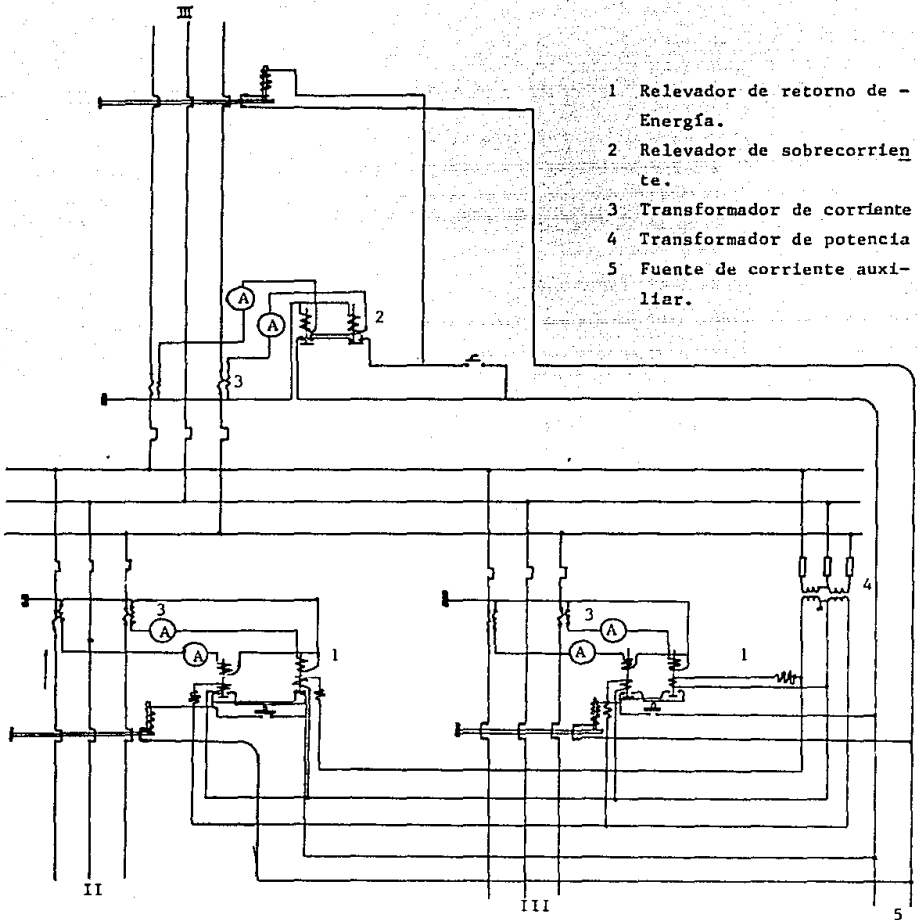 III
1 Relevador de retorno de -
Energía.
2 Relevador de sobrecorrien
te.
3 Transformador de corriente
4 Transformador de potencia
5 Fuente de corriente auxi-
liar.
A
A
2
3
4
3
A
A
1
3
A
A
1
II
III
5